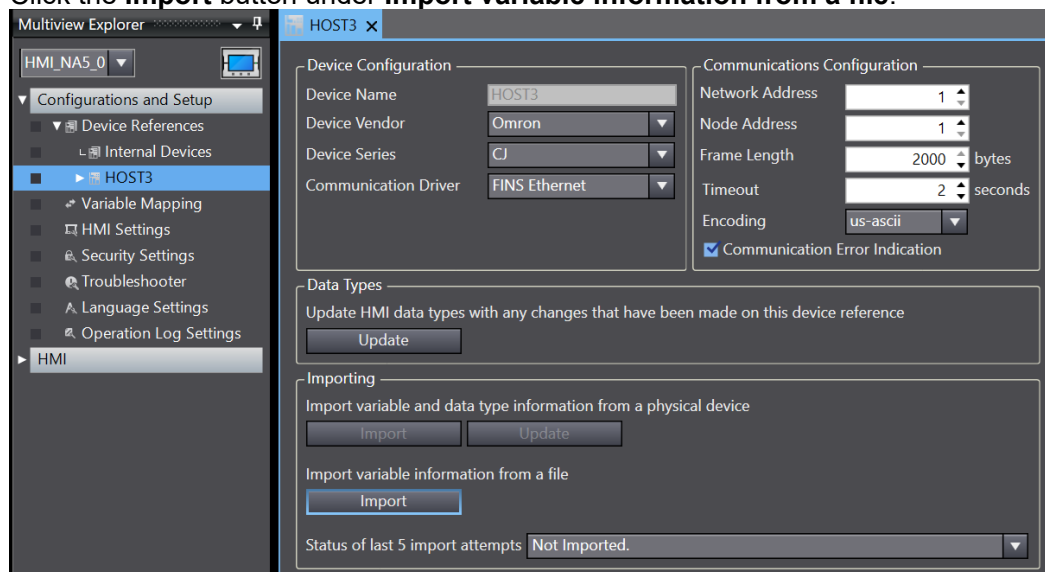 Click the Import button under Import variable information from a file.
Multiview Explorer
HMI_NA5_0
Configurations and Setup
Device References
Internal Devices
HOST3
Variable Mapping
HMI Settings
Security Settings
Troubleshooter
Language Settings
Operation Log Settings
HMI
HOST3
Device Configuration
Device Name HOST3
Device Vendor Omron
Device Series CJ
Communication Driver FINS Ethernet
Communications Configuration
Network Address 1
Node Address 1
Frame Length 2000 bytes
Timeout 2 seconds
Encoding us-ascii
Communication Error Indication
Data Types
Update HMI data types with any changes that have been made on this device reference
Update
Importing
Import variable and data type information from a physical device
Import Update
Import variable information from a file
Import
Status of last 5 import attempts Not Imported.